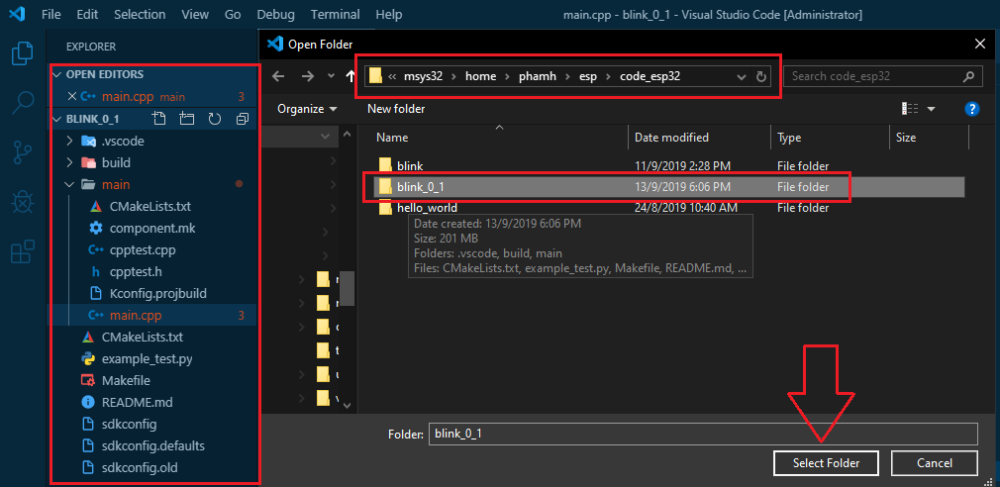 File Edit Selection View Go Debug Terminal Help main.cpp - blink_0_1 - Visual Studio Code [Administrator]
EXPLORER
OPEN EDITORS
main.cpp main 3
BLINK_0_1
.vscode
build
main
CMakeLists.txt
component.mk
cpptest.cpp
cpptest.h
Kconfig.projbuild
main.cpp 3
CMakeLists.txt
example_test.py
Makefile
README.md
sdkconfig
sdkconfig.defaults
sdkconfig.old
Open Folder
« msys32 › home › phamh › esp › code_esp32
Search code_esp32
Organize New folder
Name Date modified Type Size
blink 11/9/2019 2:28 PM File folder
blink_0_1 13/9/2019 6:06 PM File folder
hello_world 24/8/2019 10:40 AM File folder
Date created: 13/9/2019 6:06 PM
Size: 201 MB
Folders: .vscode, build, main
Files: CMakeLists.txt, example_test.py, Makefile, README.md, ...
Folder: blink_0_1
Select Folder Cancel